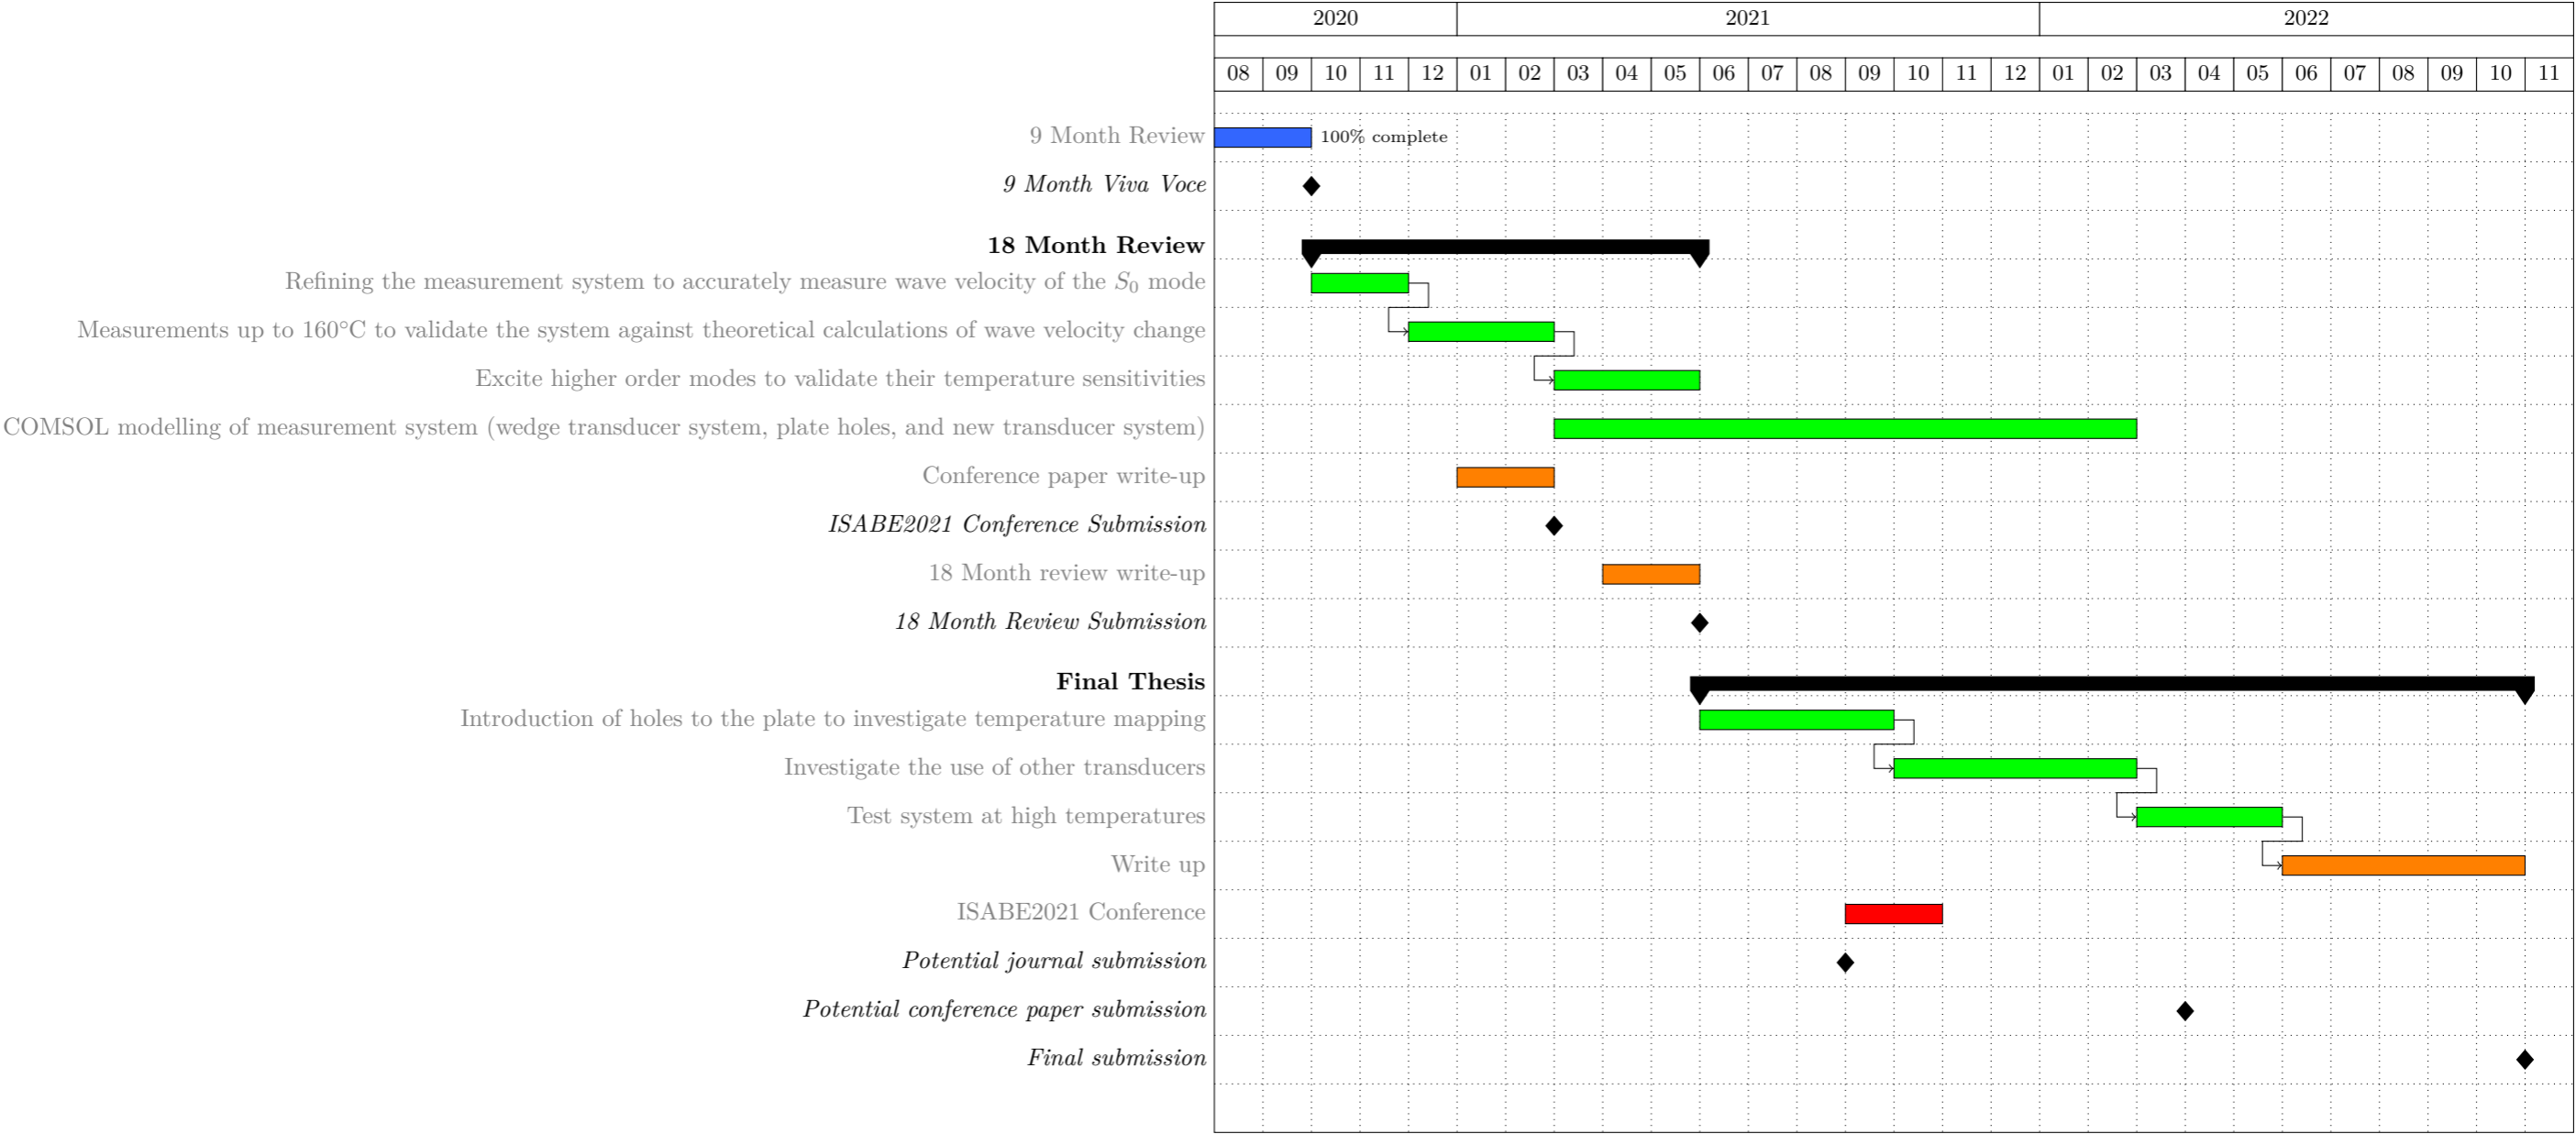 2020 2021 2022
08 09 10 11 12 01 02 03 04 05 06 07 08 09 10 11 12 01 02 03 04 05 06 07 08 09 10 11
9 Month Review 100% complete
9 Month Viva Voce
18 Month Review
Refining the measurement system to accurately measure wave velocity of the S₀ mode
Measurements up to 160°C to validate the system against theoretical calculations of wave velocity change
Excite higher order modes to validate their temperature sensitivities
COMSOL modelling of measurement system (wedge transducer system, plate holes, and new transducer system)
Conference paper write-up
ISABE2021 Conference Submission
18 Month review write-up
18 Month Review Submission
Final Thesis
Introduction of holes to the plate to investigate temperature mapping
Investigate the use of other transducers
Test system at high temperatures
Write up
ISABE2021 Conference
Potential journal submission
Potential conference paper submission
Final submission